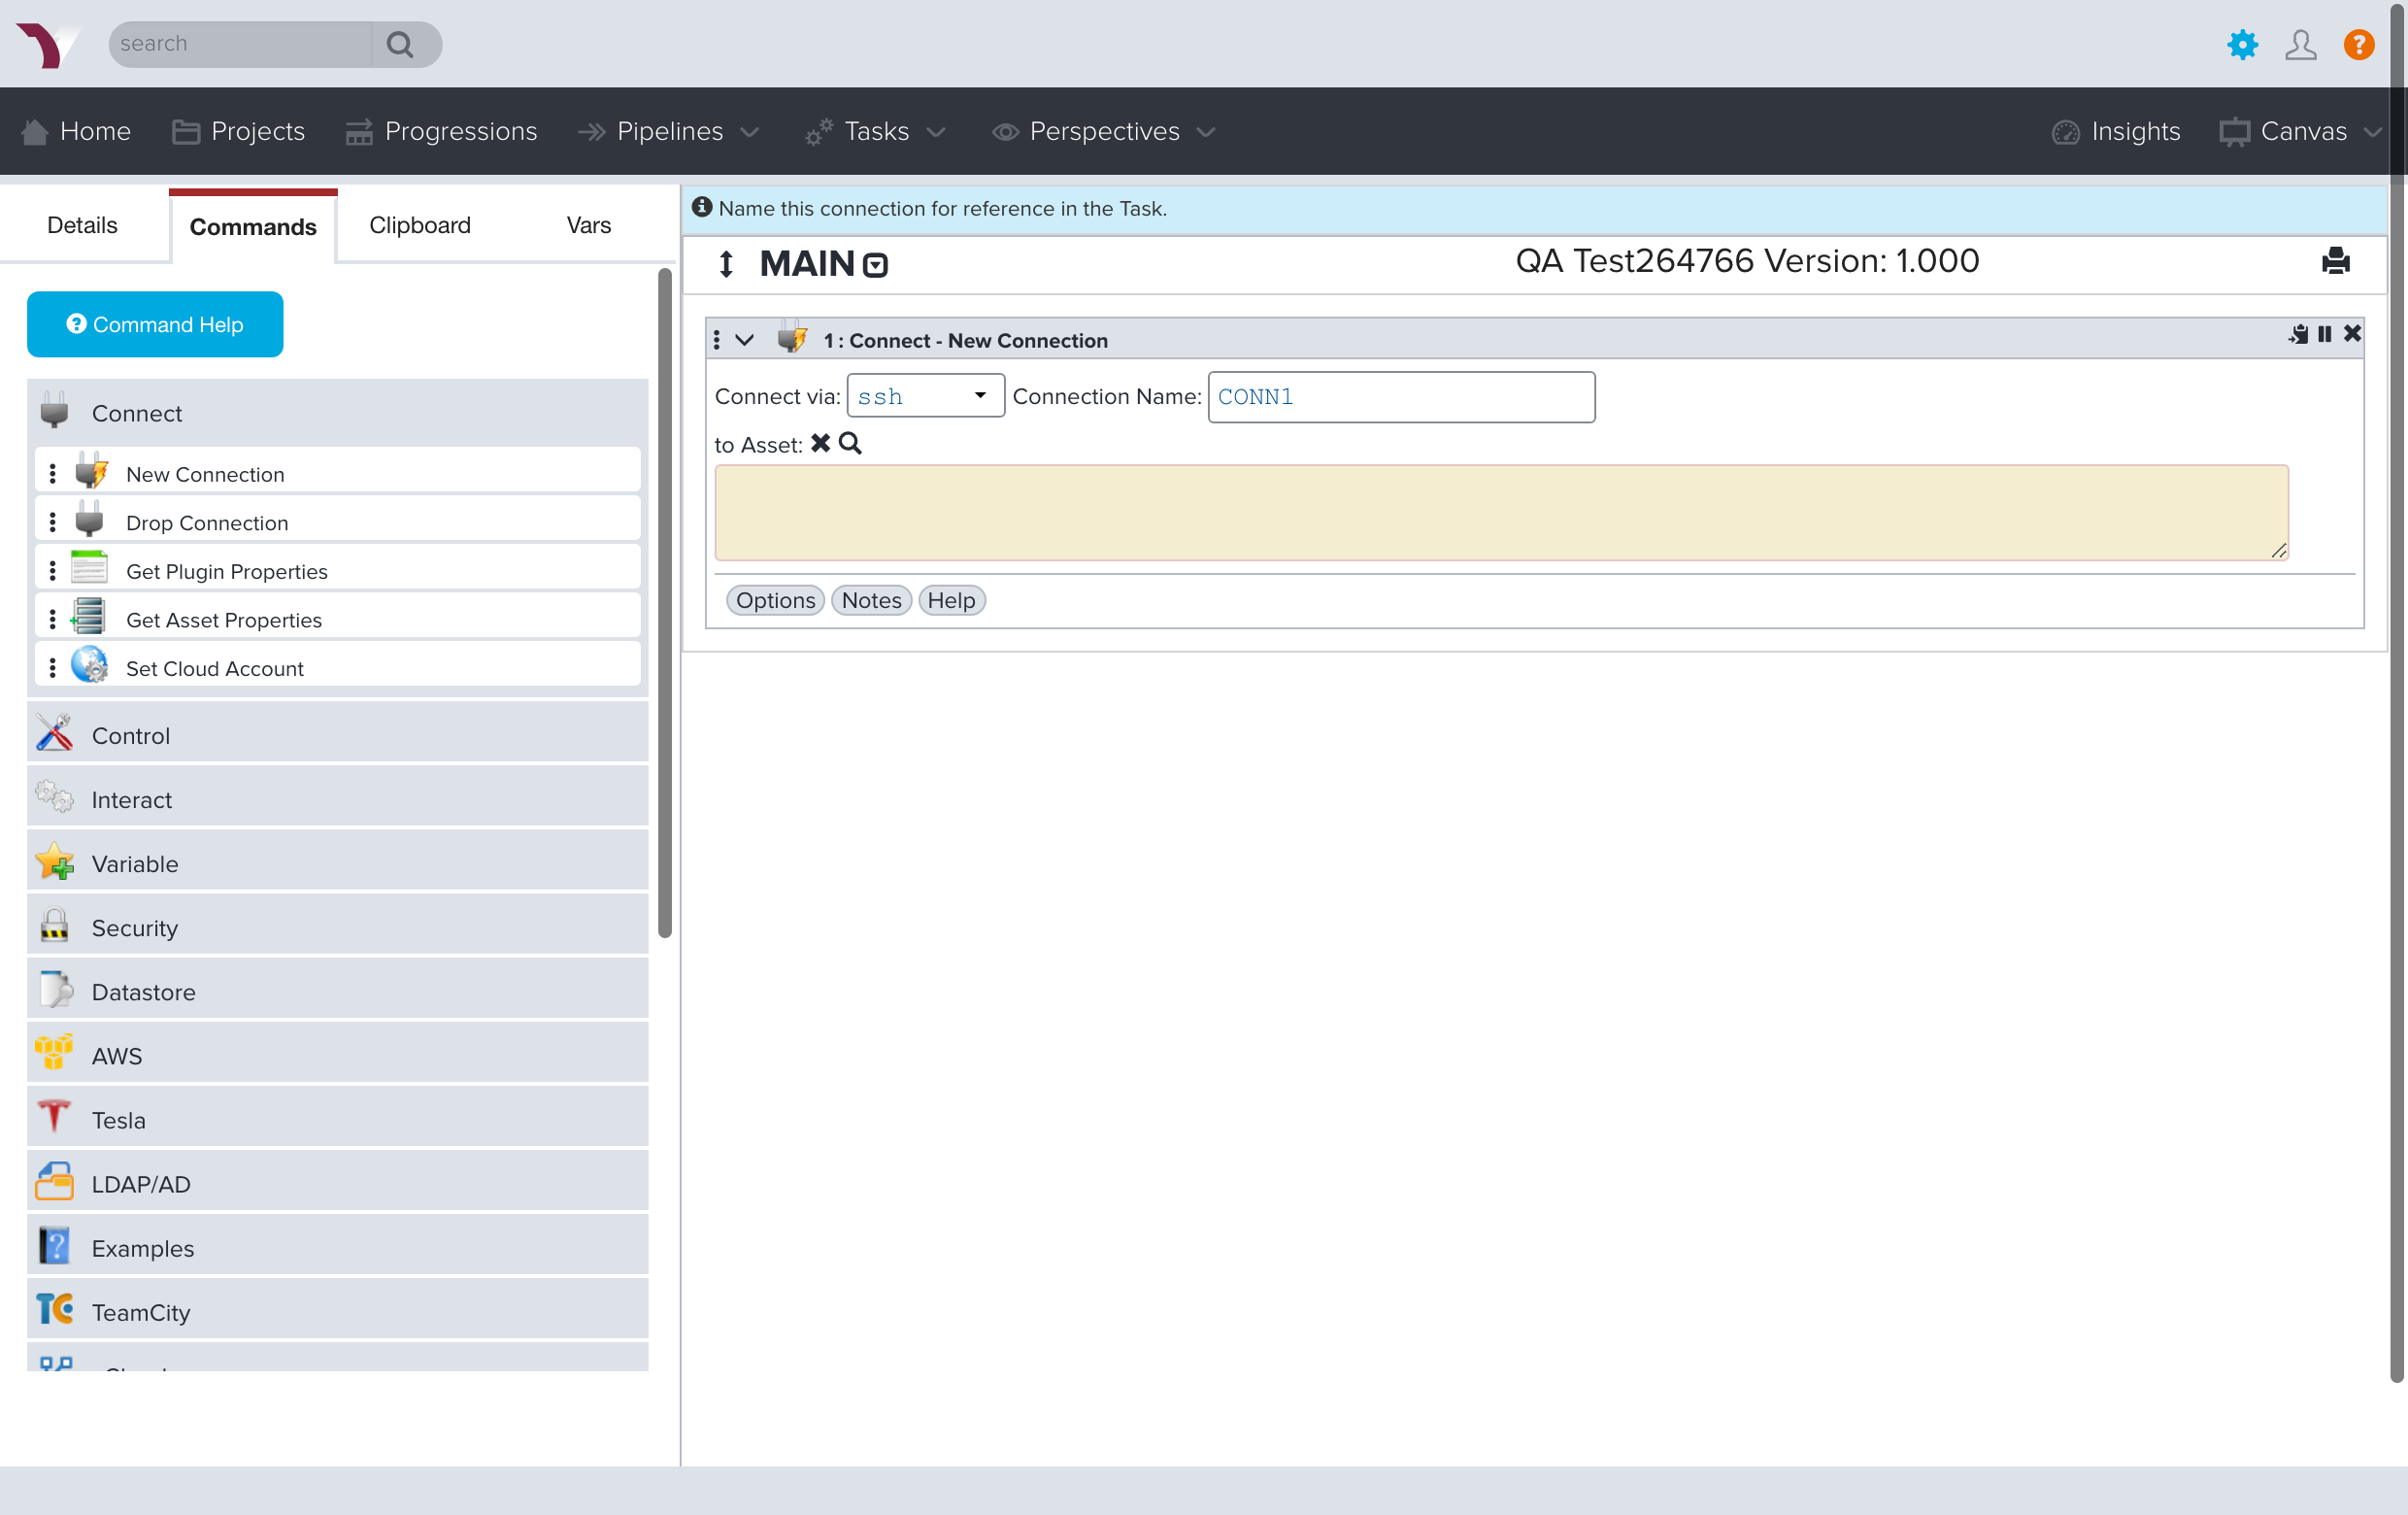 search
Home
Projects
Progressions
Pipelines
Tasks
Perspectives
Insights
Canvas
Details
Commands
Clipboard
Vars
Command Help
Connect
New Connection
Drop Connection
Get Plugin Properties
Get Asset Properties
Set Cloud Account
Control
Interact
Variable
Security
Datastore
AWS
Tesla
LDAP/AD
Examples
TeamCity
Name this connection for reference in the Task.
MAIN
QA Test264766 Version: 1.000
1 : Connect - New Connection
Connect via: ssh Connection Name: CONN1
to Asset:
Options Notes Help